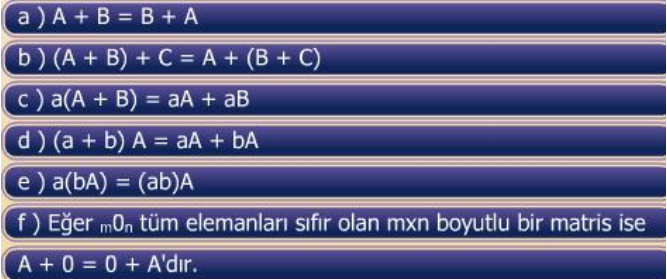 a ) A + B = B + A
b ) (A + B) + C = A + (B + C)
c ) a(A + B) = aA + aB
d ) (a + b) A = aA + bA
e ) a(bA) = (ab)A
f ) Eğer ₘ0ₙ tüm elemanları sıfır olan mxn boyutlu bir matris ise
A + 0 = 0 + A'dır.